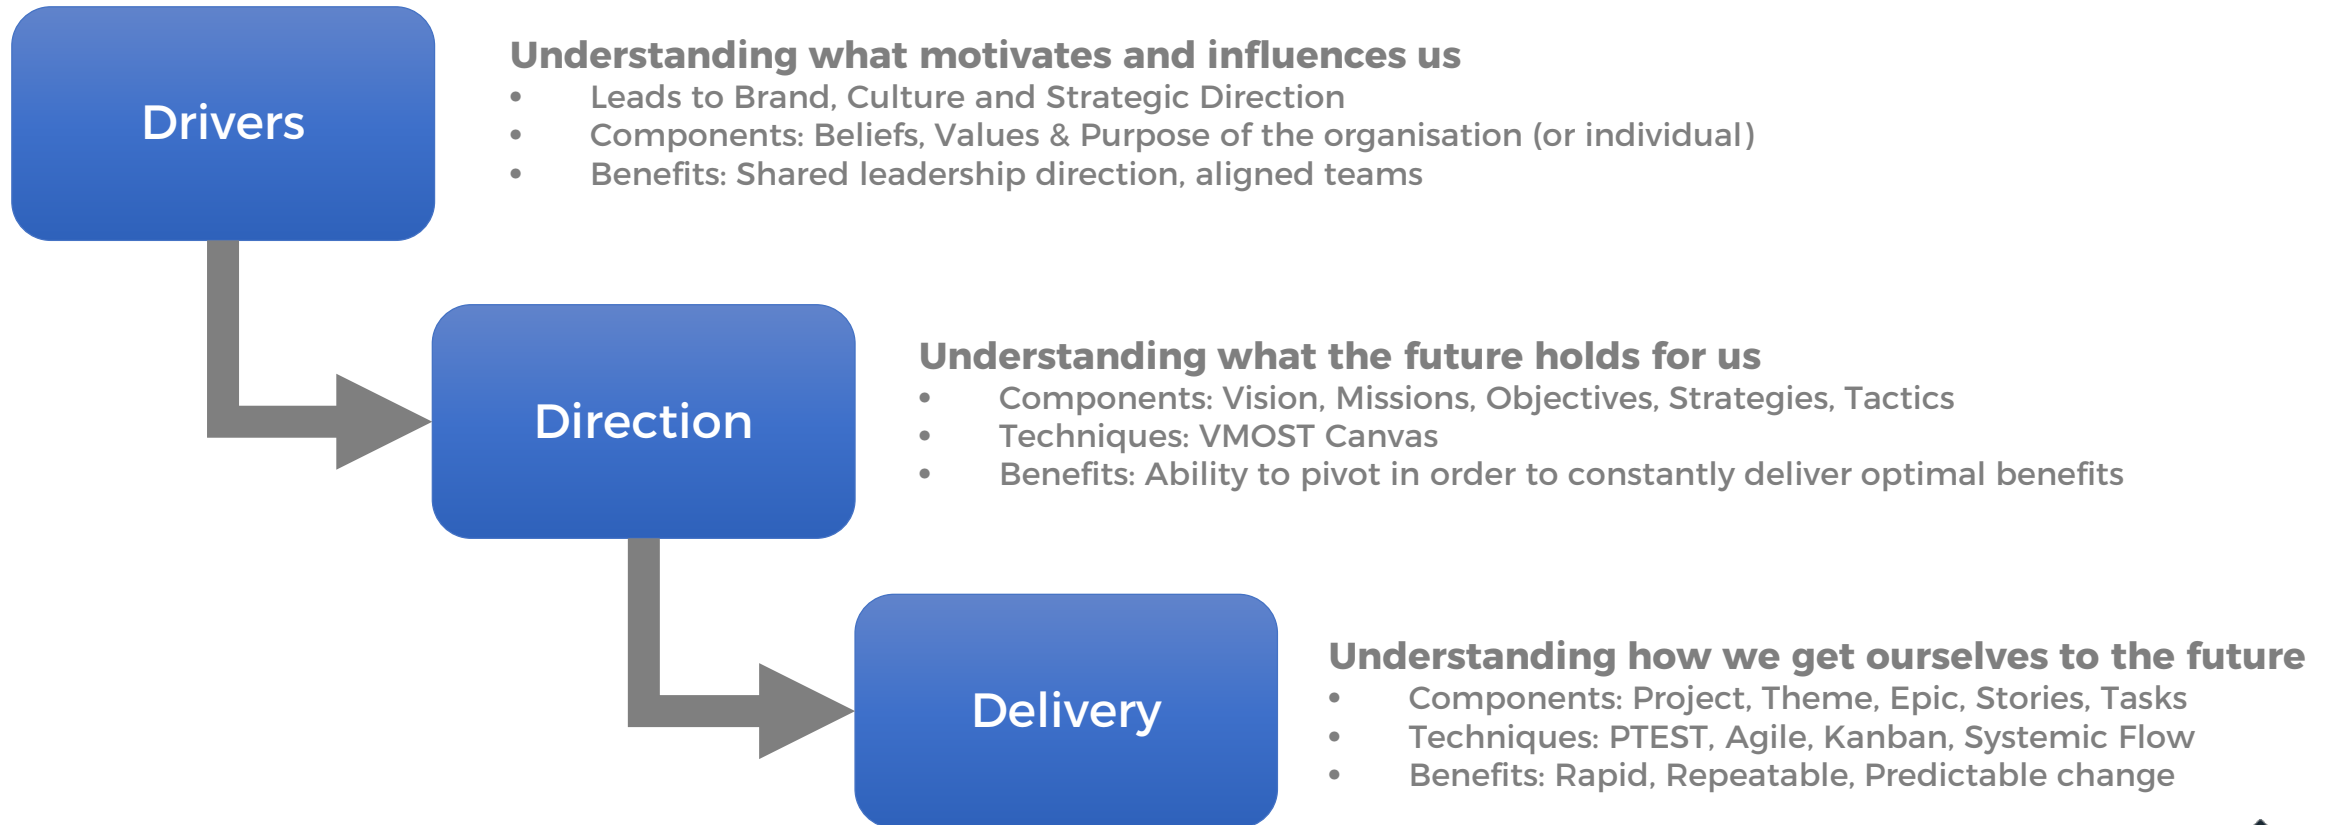 Drivers
Understanding what motivates and influences us
• Leads to Brand, Culture and Strategic Direction
• Components: Beliefs, Values & Purpose of the organisation (or individual)
• Benefits: Shared leadership direction, aligned teams
Direction
Understanding what the future holds for us
• Components: Vision, Missions, Objectives, Strategies, Tactics
• Techniques: VMOST Canvas
• Benefits: Ability to pivot in order to constantly deliver optimal benefits
Delivery
Understanding how we get ourselves to the future
• Components: Project, Theme, Epic, Stories, Tasks
• Techniques: PTEST, Agile, Kanban, Systemic Flow
• Benefits: Rapid, Repeatable, Predictable change